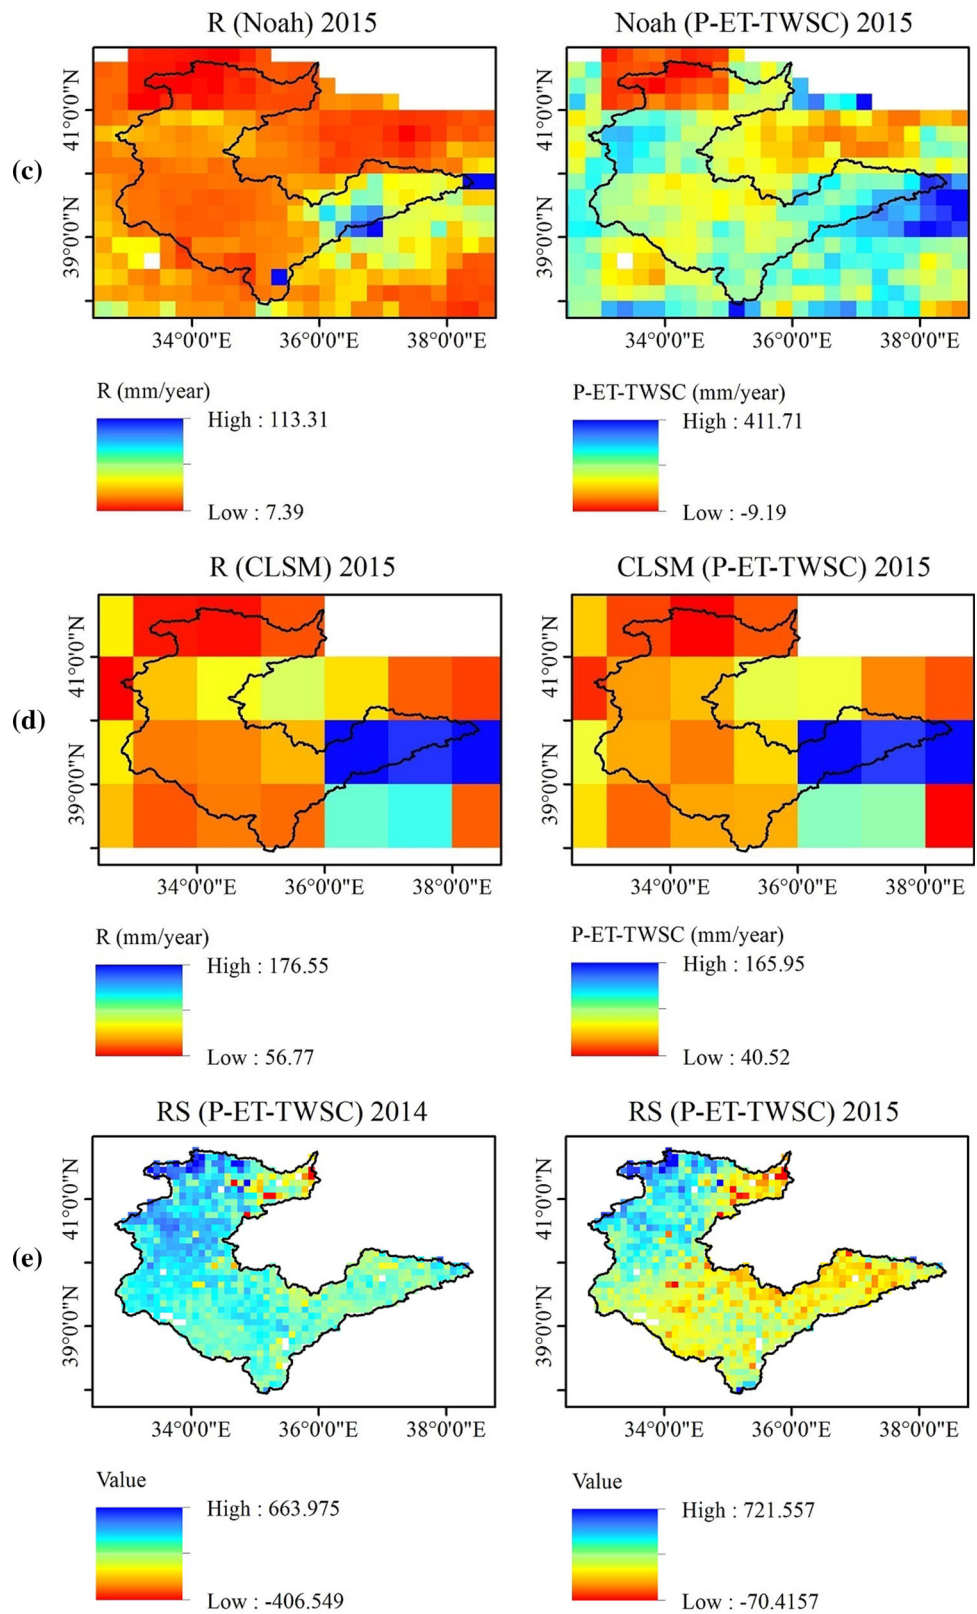 R (Noah) 2015
Noah (P-ET-TWSC) 2015
(c)
41°0'0"N
39°0'0"N
34°0'0"E 36°0'0"E 38°0'0"E
41°0'0"N
39°0'0"N
34°0'0"E 36°0'0"E 38°0'0"E
R (mm/year)
High : 113.31
Low : 7.39
P-ET-TWSC (mm/year)
High : 411.71
Low : -9.19
R (CLSM) 2015
CLSM (P-ET-TWSC) 2015
(d)
41°0'0"N
39°0'0"N
34°0'0"E 36°0'0"E 38°0'0"E
41°0'0"N
39°0'0"N
34°0'0"E 36°0'0"E 38°0'0"E
R (mm/year)
High : 176.55
Low : 56.77
P-ET-TWSC (mm/year)
High : 165.95
Low : 40.52
RS (P-ET-TWSC) 2014
RS (P-ET-TWSC) 2015
(e)
41°0'0"N
39°0'0"N
34°0'0"E 36°0'0"E 38°0'0"E
41°0'0"N
39°0'0"N
34°0'0"E 36°0'0"E 38°0'0"E
Value
High : 663.975
Low : -406.549
Value
High : 721.557
Low : -70.4157